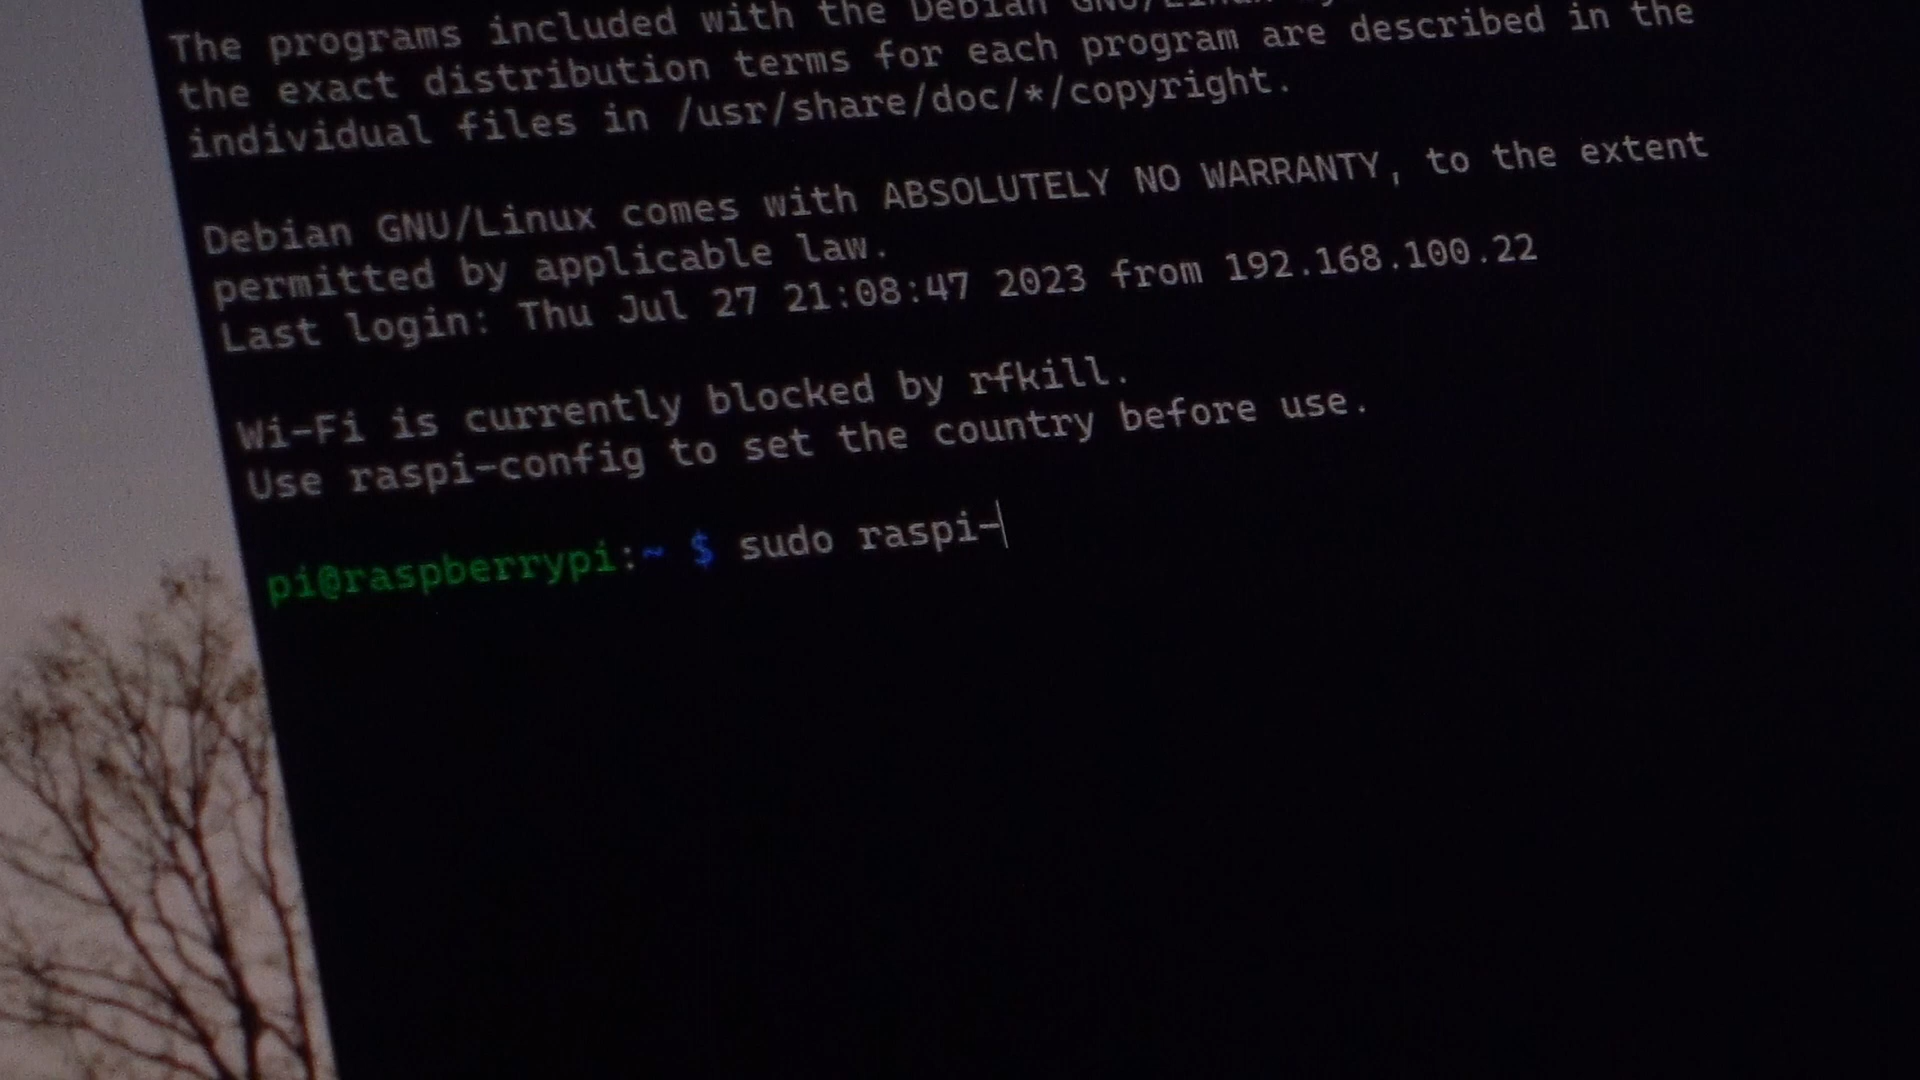 The programs included with the Debian GNU/Linux
the exact distribution terms for each program are described in the
individual files in /usr/share/doc/*/copyright.
Debian GNU/Linux comes with ABSOLUTELY NO WARRANTY, to the extent
permitted by applicable law.
Last login: Thu Jul 27 21:08:47 2023 from 192.168.100.22
Wi-Fi is currently blocked by rfkill.
Use raspi-config to set the country before use.
pi@raspberrypi:~ $ sudo raspi-